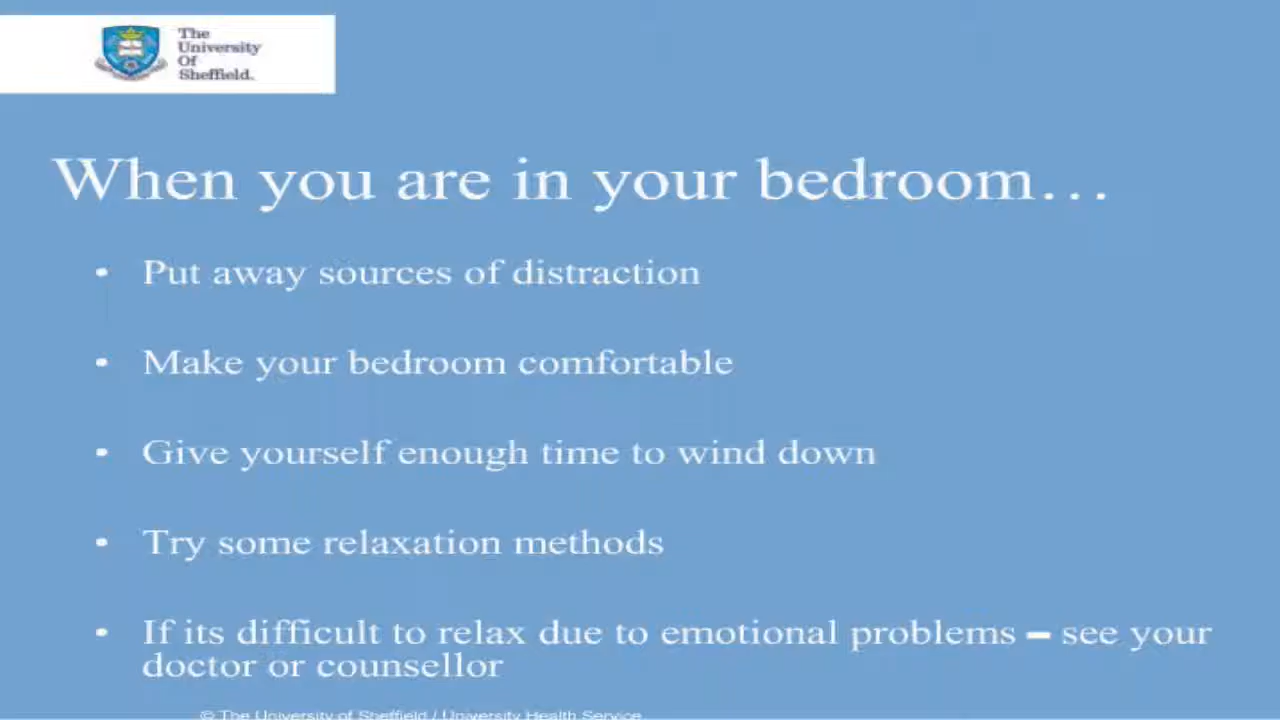 The
University
Of
Sheffield.
When you are in your bedroom…
• Put away sources of distraction
• Make your bedroom comfortable
• Give yourself enough time to wind down
• Try some relaxation methods
• If its difficult to relax due to emotional problems – see your
doctor or counsellor
© The University of Sheffield / University Health Service